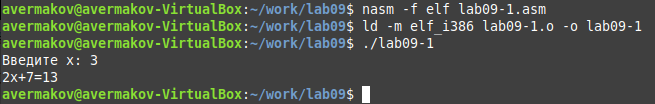 avermakov@avermakov-VirtualBox:~/work/lab09$ nasm -f elf lab09-1.asm
avermakov@avermakov-VirtualBox:~/work/lab09$ ld -m elf_i386 lab09-1.o -o lab09-1
avermakov@avermakov-VirtualBox:~/work/lab09$ ./lab09-1
Введите x: 3
2x+7=13
avermakov@avermakov-VirtualBox:~/work/lab09$